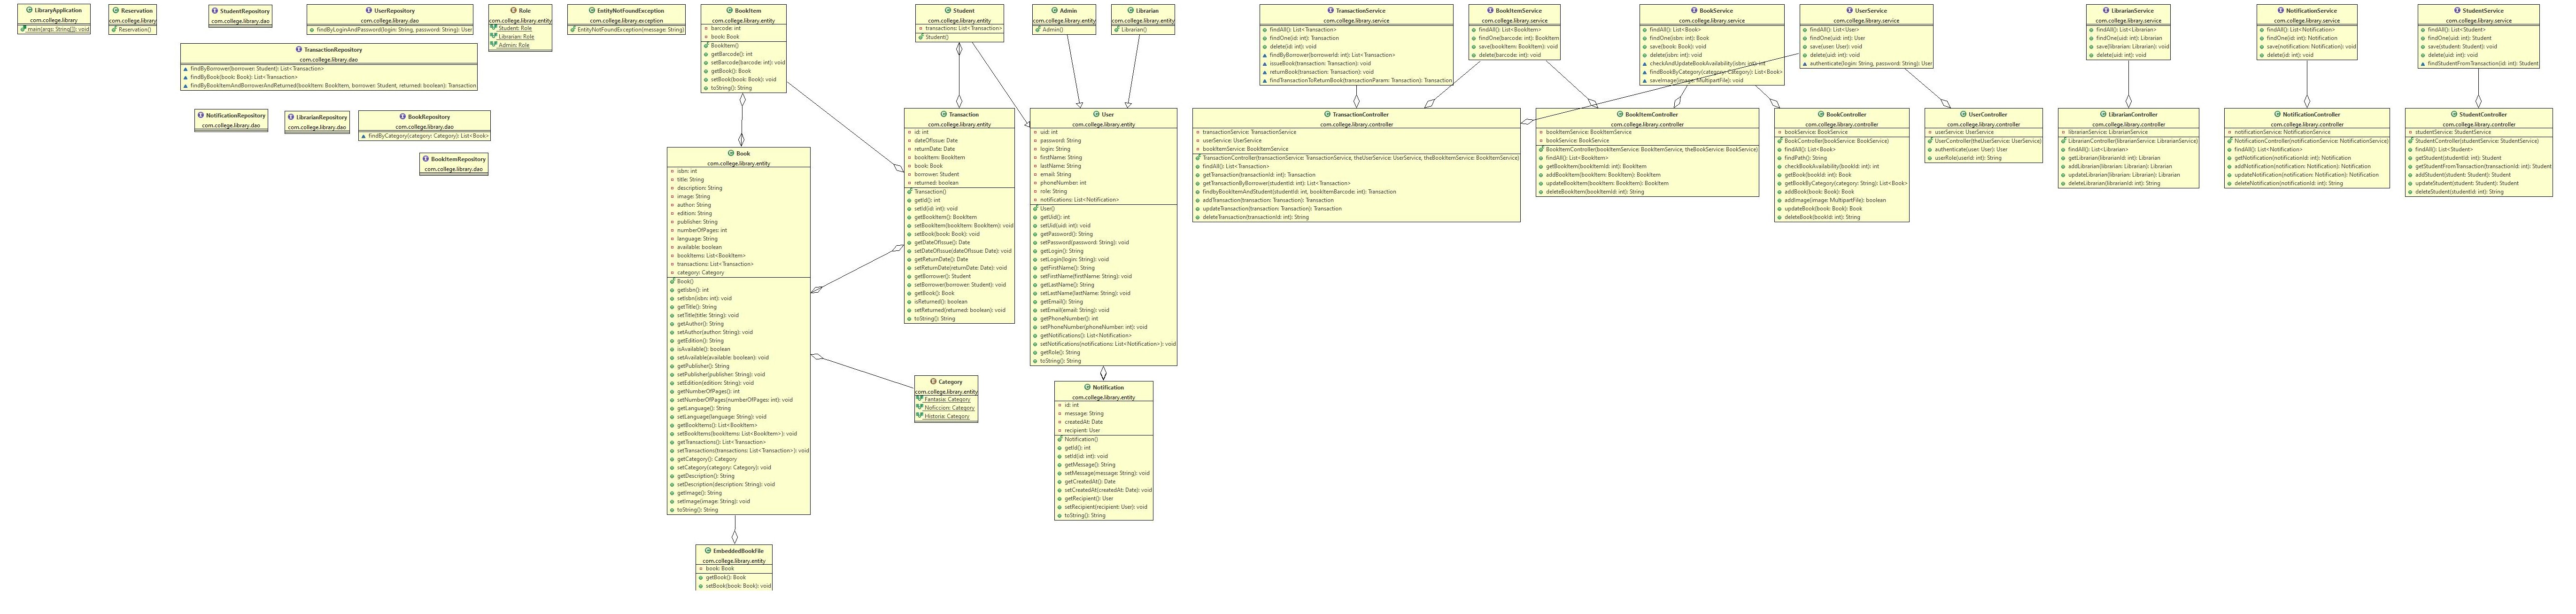 LibraryApplication
com.college.library
main(args: String[]): void
Reservation
com.college.library
Reservation()
StudentRepository
com.college.library.dao
UserRepository
com.college.library.dao
findByLoginAndPassword(login: String, password: String): User
TransactionRepository
com.college.library.dao
findByBorrower(borrower: Student): List<Transaction>
findByBook(book: Book): List<Transaction>
findByBookItemAndBorrowerAndReturned(bookItem: BookItem, borrower: Student, returned: boolean): Transaction
NotificationRepository
com.college.library.dao
LibrarianRepository
com.college.library.dao
BookRepository
com.college.library.dao
findByCategory(category: Category): List<Book>
BookItemRepository
com.college.library.dao
Role
com.college.library.entity
Student: Role
Librarian: Role
Admin: Role
EntityNotFoundException
com.college.library.exception
EntityNotFoundException(message: String)
BookItem
com.college.library.entity
barcode: int
book: Book
BookItem()
getBarcode(): int
setBarcode(barcode: int): void
getBook(): Book
setBook(book: Book): void
toString(): String
Book
com.college.library.entity
isbn: int
title: String
description: String
image: String
author: String
edition: String
publisher: String
numberOfPages: int
language: String
available: boolean
bookItems: List<BookItem>
transactions: List<Transaction>
category: Category
Book()
getIsbn(): int
setIsbn(isbn: int): void
getTitle(): String
setTitle(title: String): void
getAuthor(): String
setAuthor(author: String): void
getEdition(): String
isAvailable(): boolean
setAvailable(available: boolean): void
getPublisher(): String
setPublisher(publisher: String): void
setEdition(edition: String): void
getNumberOfPages(): int
setNumberOfPages(numberOfPages: int): void
getLanguage(): String
setLanguage(language: String): void
getBookItems(): List<BookItem>
setBookItems(bookItems: List<BookItem>): void
getTransactions(): List<Transaction>
setTransactions(transactions: List<Transaction>): void
getCategory(): Category
setCategory(category: Category): void
getDescription(): String
setDescription(description: String): void
getImage(): String
setImage(image: String): void
toString(): String
EmbeddedBookFile
com.college.library.entity
book: Book
getBook(): Book
setBook(book: Book): void
Student
com.college.library.entity
transactions: List<Transaction>
Student()
Transaction
com.college.library.entity
id: int
dateOfIssue: Date
returnDate: Date
bookItem: BookItem
book: Book
borrower: Student
returned: boolean
Transaction()
getId(): int
setId(id: int): void
getBookItem(): BookItem
setBookItem(bookItem: BookItem): void
setBook(book: Book): void
getDateOfIssue(): Date
setDateOfIssue(dateOfIssue: Date): void
getReturnDate(): Date
setReturnDate(returnDate: Date): void
getBorrower(): Student
setBorrower(borrower: Student): void
getBook(): Book
isReturned(): boolean
setReturned(returned: boolean): void
toString(): String
Category
com.college.library.entity
Fantasia: Category
Noficcion: Category
Historia: Category
Admin
com.college.library.entity
Admin()
Librarian
com.college.library.entity
Librarian()
User
com.college.library.entity
uid: int
password: String
login: String
firstName: String
lastName: String
email: String
phoneNumber: int
role: String
notifications: List<Notification>
User()
getUid(): int
setUid(uid: int): void
getPassword(): String
setPassword(password: String): void
getLogin(): String
setLogin(login: String): void
getFirstName(): String
setFirstName(firstName: String): void
getLastName(): String
setLastName(lastName: String): void
getEmail(): String
setEmail(email: String): void
getPhoneNumber(): int
setPhoneNumber(phoneNumber: int): void
getNotifications(): List<Notification>
setNotifications(notifications: List<Notification>): void
getRole(): String
toString(): String
Notification
com.college.library.entity
id: int
message: String
createdAt: Date
recipient: User
Notification()
getId(): int
setId(id: int): void
getMessage(): String
setMessage(message: String): void
getCreatedAt(): Date
setCreatedAt(createdAt: Date): void
getRecipient(): User
setRecipient(recipient: User): void
toString(): String
TransactionService
com.college.library.service
findAll(): List<Transaction>
findOne(id: int): Transaction
delete(id: int): void
findByBorrower(borrowerId: int): List<Transaction>
issueBook(transaction: Transaction): void
returnBook(transaction: Transaction): void
findTransactionToReturnBook(transactionParam: Transaction): Transaction
BookItemService
com.college.library.service
findAll(): List<BookItem>
findOne(barcode: int): BookItem
save(bookItem: BookItem): void
delete(barcode: int): void
BookService
com.college.library.service
findAll(): List<Book>
findOne(isbn: int): Book
save(book: Book): void
delete(isbn: int): void
checkAndUpdateBookAvailability(isbn: int): int
findBookByCategory(category: Category): List<Book>
saveImage(image: MultipartFile): void
UserService
com.college.library.service
findAll(): List<User>
findOne(uid: int): User
save(user: User): void
delete(uid: int): void
authenticate(login: String, password: String): User
LibrarianService
com.college.library.service
findAll(): List<Librarian>
findOne(uid: int): Librarian
save(librarian: Librarian): void
delete(uid: int): void
NotificationService
com.college.library.service
findAll(): List<Notification>
findOne(id: int): Notification
save(notification: Notification): void
delete(id: int): void
StudentService
com.college.library.service
findAll(): List<Student>
findOne(uid: int): Student
save(student: Student): void
delete(uid: int): void
findStudentFromTransaction(id: int): Student
TransactionController
com.college.library.controller
transactionService: TransactionService
userService: UserService
bookItemService: BookItemService
TransactionController(transactionService: TransactionService, theUserService: UserService, theBookItemService: BookItemService)
findAll(): List<Transaction>
getTransaction(transactionId: int): Transaction
getTransactionByBorrower(studentId: int): List<Transaction>
findbyBookItemAndStudent(studentId: int, bookItemBarcode: int): Transaction
addTransaction(transaction: Transaction): Transaction
updateTransaction(transaction: Transaction): Transaction
deleteTransaction(transactionId: int): String
BookItemController
com.college.library.controller
bookItemService: BookItemService
bookService: BookService
BookItemController(bookItemService: BookItemService, theBookService: BookService)
findAll(): List<BookItem>
getBookItem(bookItemId: int): BookItem
addBookItem(bookItem: BookItem): BookItem
updateBookItem(bookItem: BookItem): BookItem
deleteBookItem(bookItemId: int): String
BookController
com.college.library.controller
bookService: BookService
BookController(bookService: BookService)
findAll(): List<Book>
findPath(): String
checkBookAvailability(bookId: int): int
getBook(bookId: int): Book
getBookByCategory(category: String): List<Book>
addBook(book: Book): Book
addImage(image: MultipartFile): boolean
updateBook(book: Book): Book
deleteBook(bookId: int): String
UserController
com.college.library.controller
userService: UserService
UserController(theUserService: UserService)
authenticate(user: User): User
userRole(userId: int): String
LibrarianController
com.college.library.controller
librarianService: LibrarianService
LibrarianController(librarianService: LibrarianService)
findAll(): List<Librarian>
getLibrarian(librarianId: int): Librarian
addLibrarian(librarian: Librarian): Librarian
updateLibrarian(librarian: Librarian): Librarian
deleteLibrarian(librarianId: int): String
NotificationController
com.college.library.controller
notificationService: NotificationService
NotificationController(notificationService: NotificationService)
findAll(): List<Notification>
getNotification(notificationId: int): Notification
addNotification(notification: Notification): Notification
updateNotification(notification: Notification): Notification
deleteNotification(notificationId: int): String
StudentController
com.college.library.controller
studentService: StudentService
StudentController(studentService: StudentService)
findAll(): List<Student>
getStudent(studentId: int): Student
getStudentFromTransaction(transactionId: int): Student
addStudent(student: Student): Student
updateStudent(student: Student): Student
deleteStudent(studentId: int): String